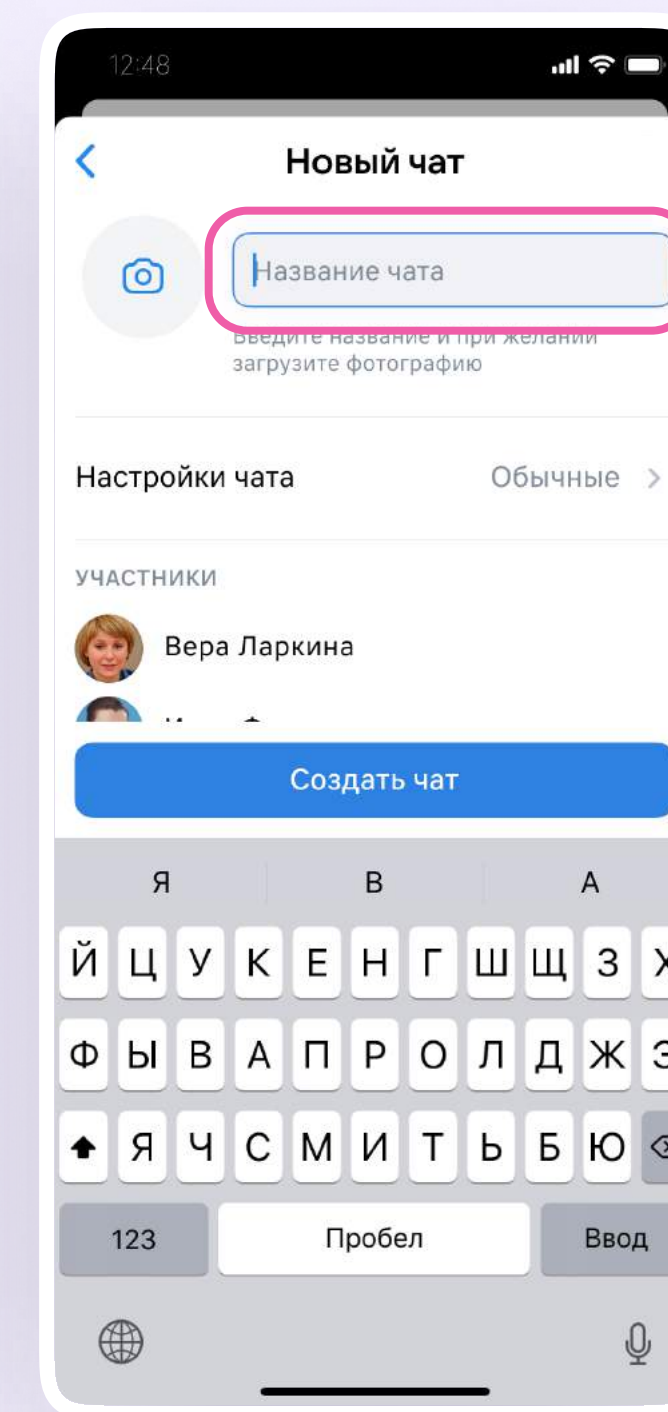 12:48
Новый чат
Название чата
Введите название и при желании
загрузите фотографию
Настройки чата
Обычные
УЧАСТНИКИ
Вера Ларкина
Создать чат
Я В А
Й Ц У К Е Н Г Ш Щ З Х
Ф Ы В А П Р О Л Д Ж Э
Я Ч С М И Т Ь Б Ю
123 Пробел Ввод